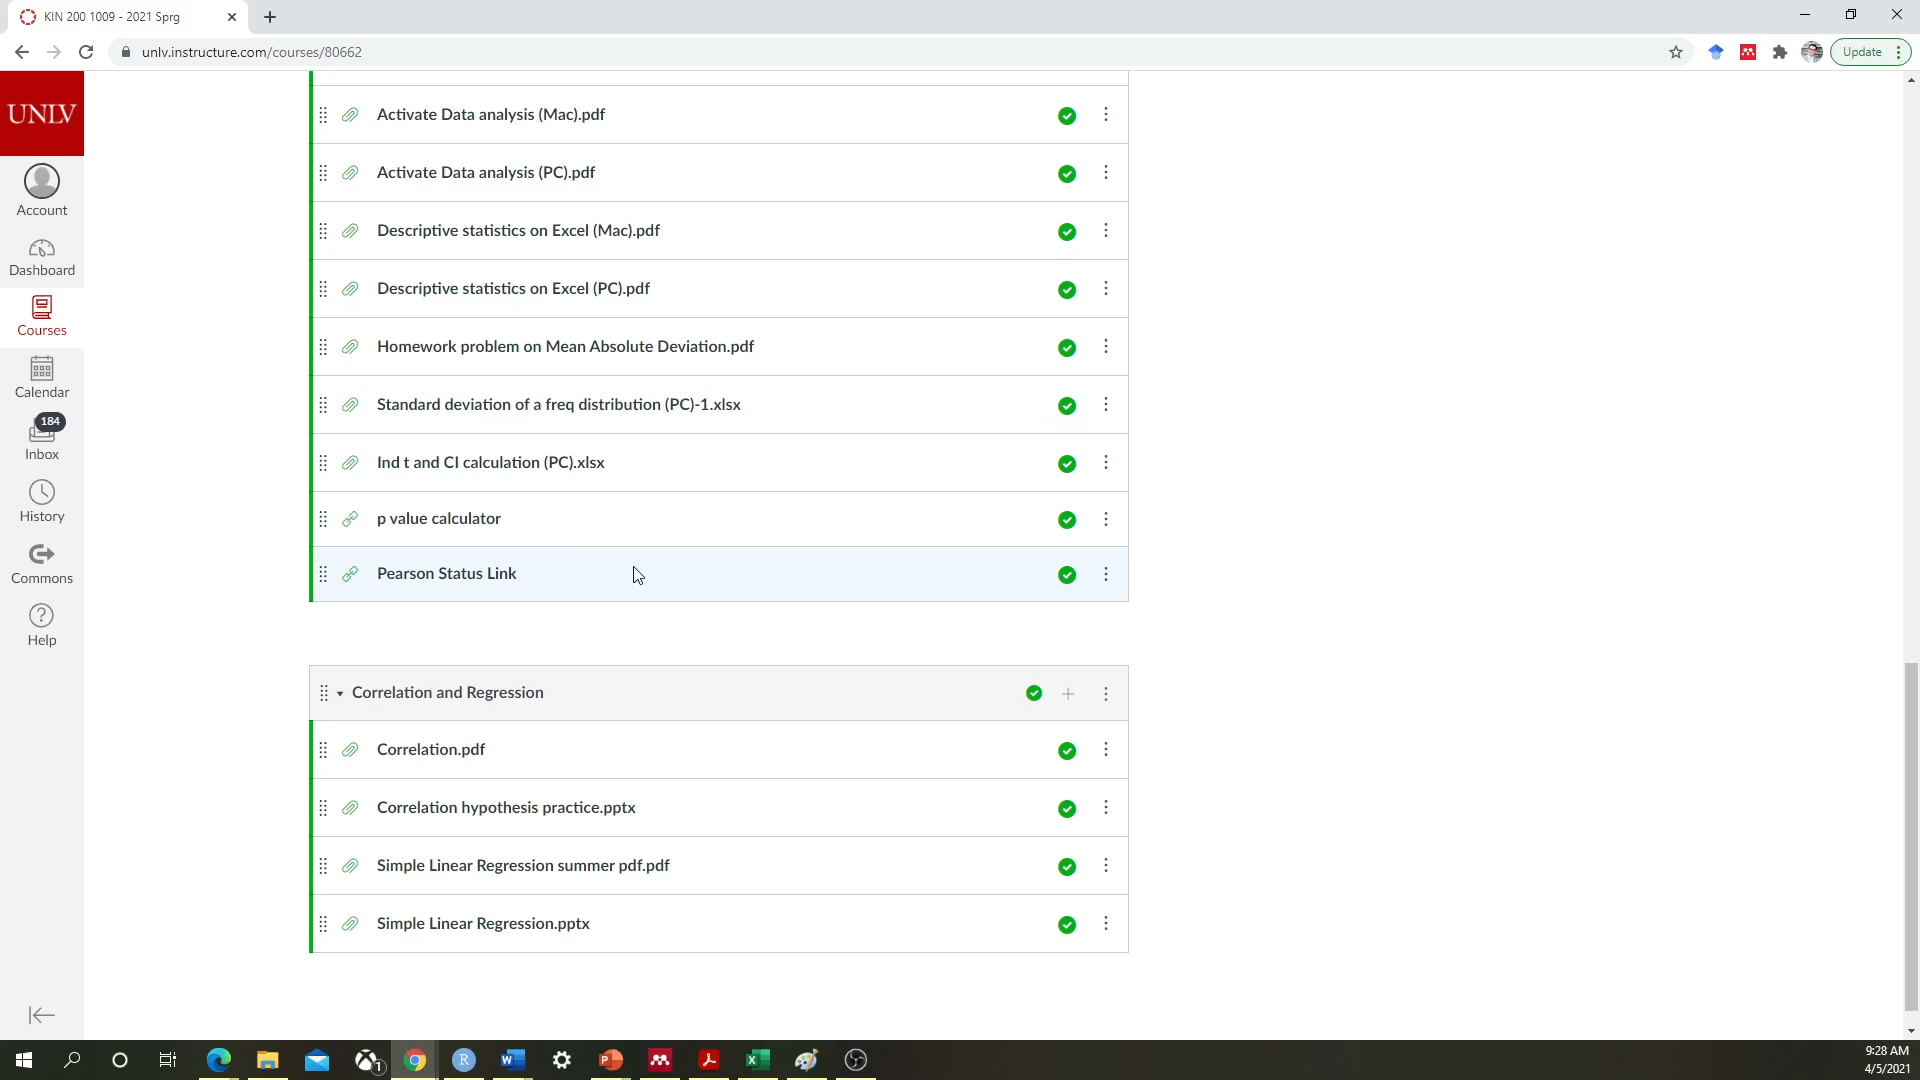 KIN 200 1009 - 2021 Sprg
unlv.instructure.com/courses/80662
Update
UNLV
Account
Dashboard
Courses
Calendar
184
Inbox
History
Commons
Help
Activate Data analysis (Mac).pdf
Activate Data analysis (PC).pdf
Descriptive statistics on Excel (Mac).pdf
Descriptive statistics on Excel (PC).pdf
Homework problem on Mean Absolute Deviation.pdf
Standard deviation of a freq distribution (PC)-1.xlsx
Ind t and CI calculation (PC).xlsx
p value calculator
Pearson Status Link
Correlation and Regression
Correlation.pdf
Correlation hypothesis practice.pptx
Simple Linear Regression summer pdf.pdf
Simple Linear Regression.pptx
9:28 AM
4/5/2021